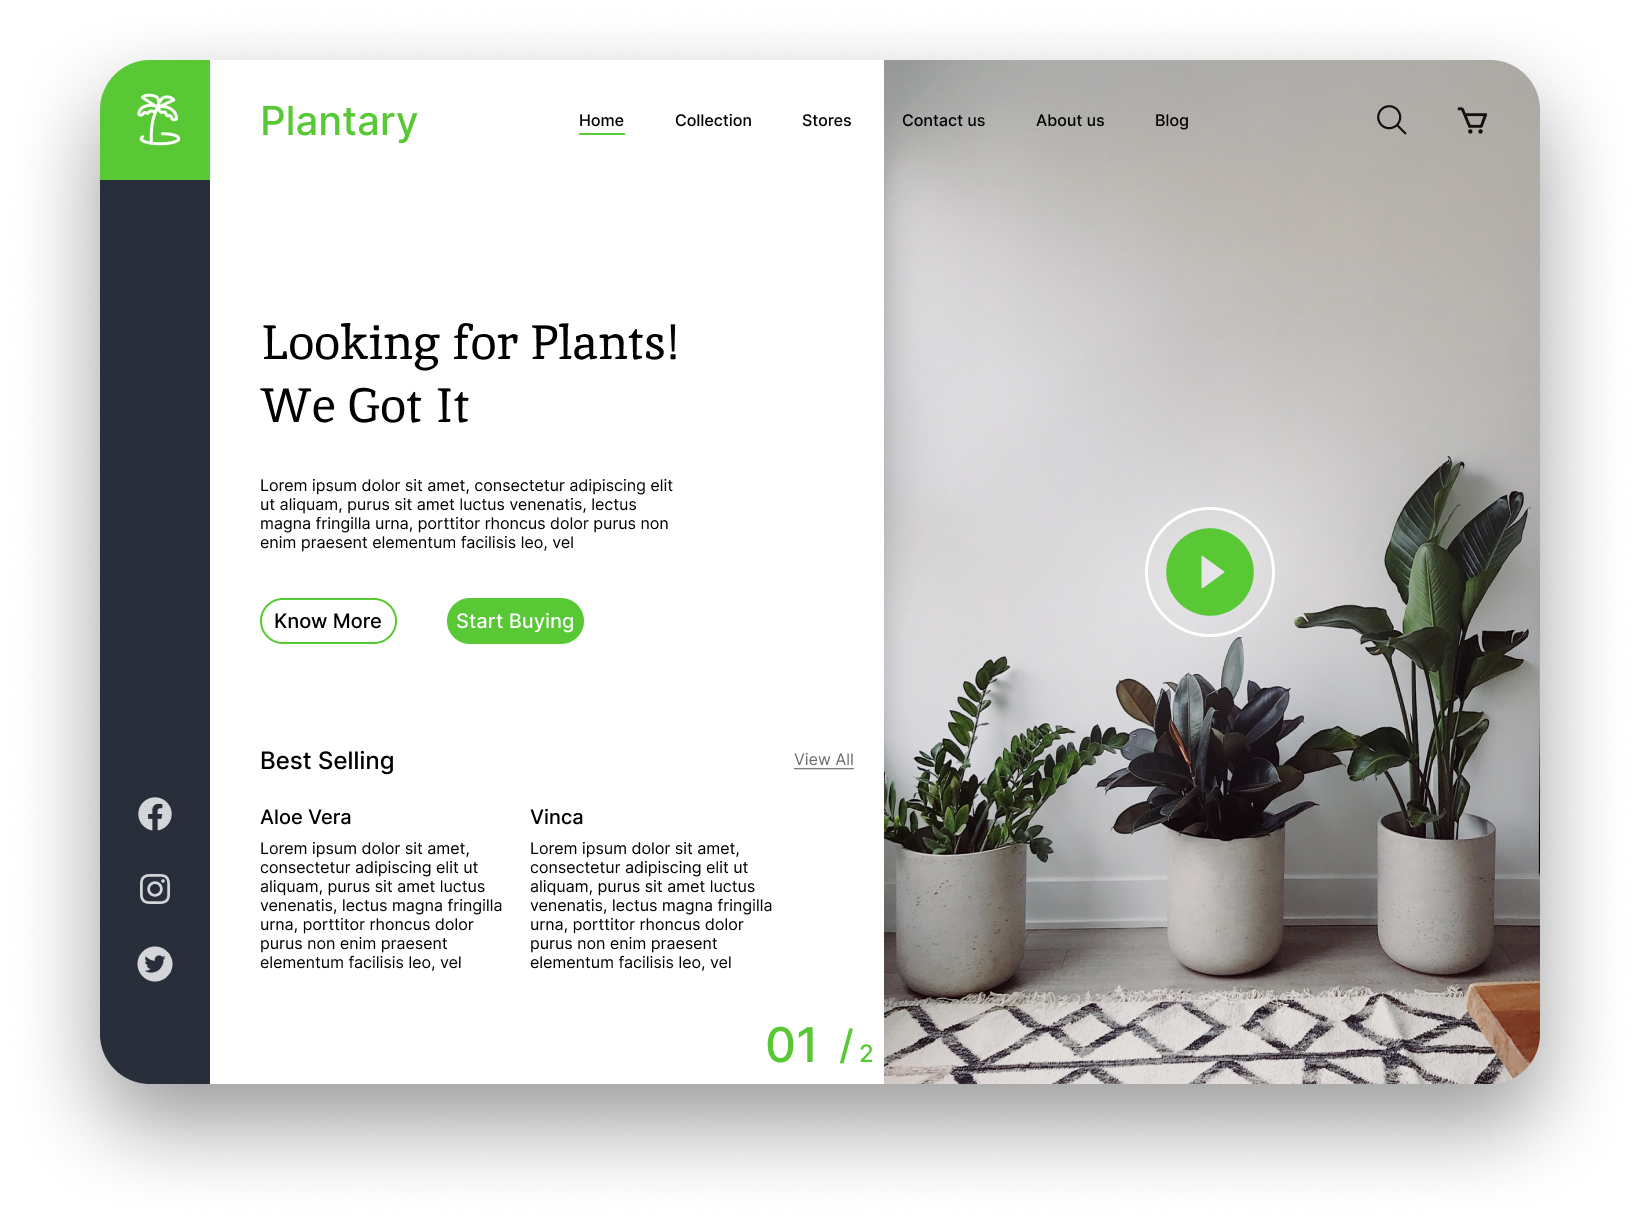 Plantary
Home Collection Stores Contact us About us Blog
Looking for Plants!
We Got It
Lorem ipsum dolor sit amet, consectetur adipiscing elit
ut aliquam, purus sit amet luctus venenatis, lectus
magna fringilla urna, porttitor rhoncus dolor purus non
enim praesent elementum facilisis leo, vel
Know More Start Buying
Best Selling View All
Aloe Vera
Lorem ipsum dolor sit amet,
consectetur adipiscing elit ut
aliquam, purus sit amet luctus
venenatis, lectus magna fringilla
urna, porttitor rhoncus dolor
purus non enim praesent
elementum facilisis leo, vel
Vinca
Lorem ipsum dolor sit amet,
consectetur adipiscing elit ut
aliquam, purus sit amet luctus
venenatis, lectus magna fringilla
urna, porttitor rhoncus dolor
purus non enim praesent
elementum facilisis leo, vel
01 / 2